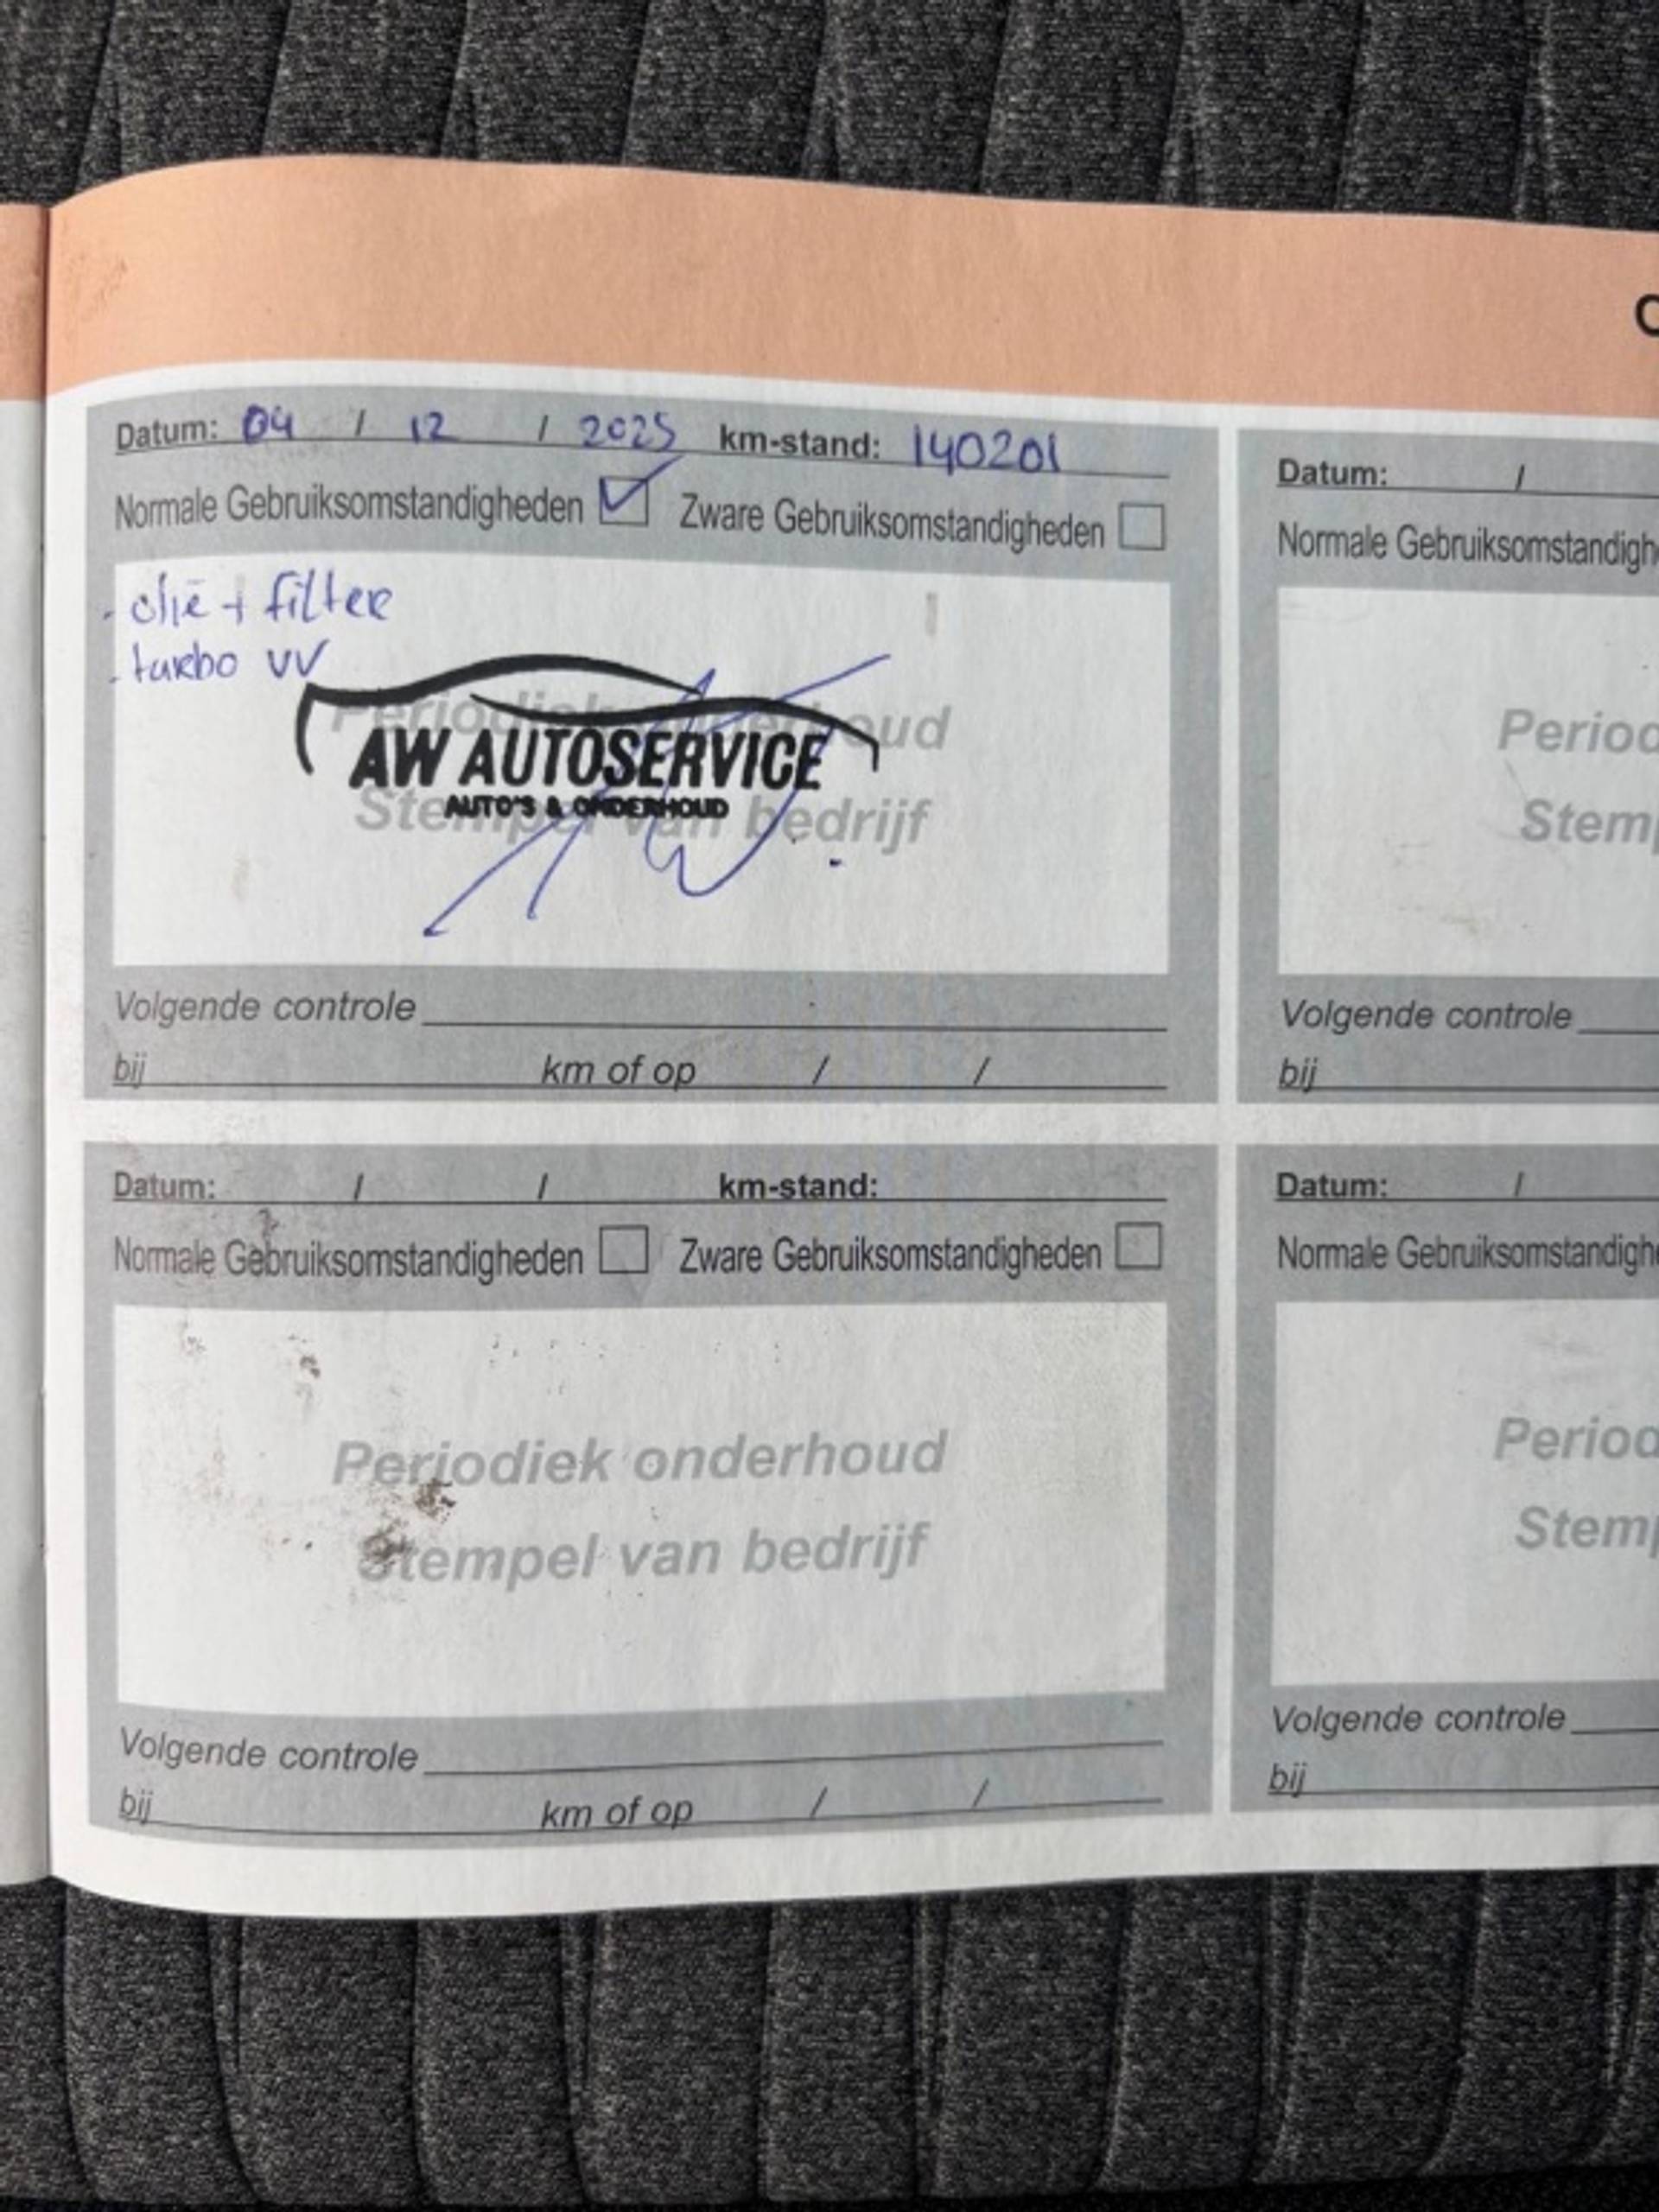 O
Datum: 04 / 12 / 2025 km-stand: 140201
Normale Gebruiksomstandigheden Zware Gebruiksomstandigheden
- olië + filter
- turbo vv
Periodiek onderhoud
AW AUTOSERVICE
AUTO'S & ONDERHOUD
Stempel van bedrijf
Volgende controle
bij km of op / /
Datum: /
Normale Gebruiksomstandigh
Period
Stemp
Volgende controle
bij
Datum: / / km-stand:
Normale Gebruiksomstandigheden Zware Gebruiksomstandigheden
Periodiek onderhoud
Stempel van bedrijf
Volgende controle
bij km of op / /
Datum: /
Normale Gebruiksomstandighe
Period
Stemp
Volgende controle
bij